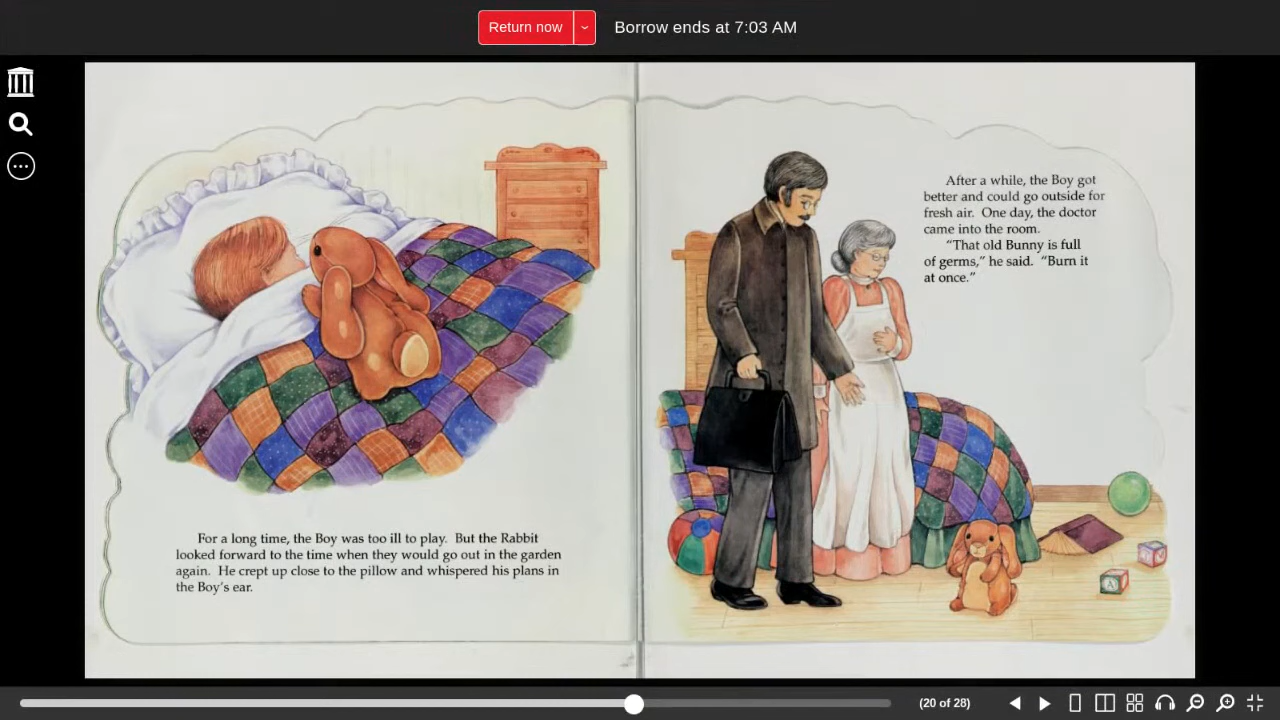 Return now
Borrow ends at 7:03 AM
For a long time, the Boy was too ill to play. But the Rabbit
looked forward to the time when they would go out in the garden
again. He crept up close to the pillow and whispered his plans in
the Boy's ear.
After a while, the Boy got
better and could go outside for
fresh air. One day, the doctor
came into the room.
“That old Bunny is full
of germs,” he said. “Burn it
at once.”
A
(20 of 28)